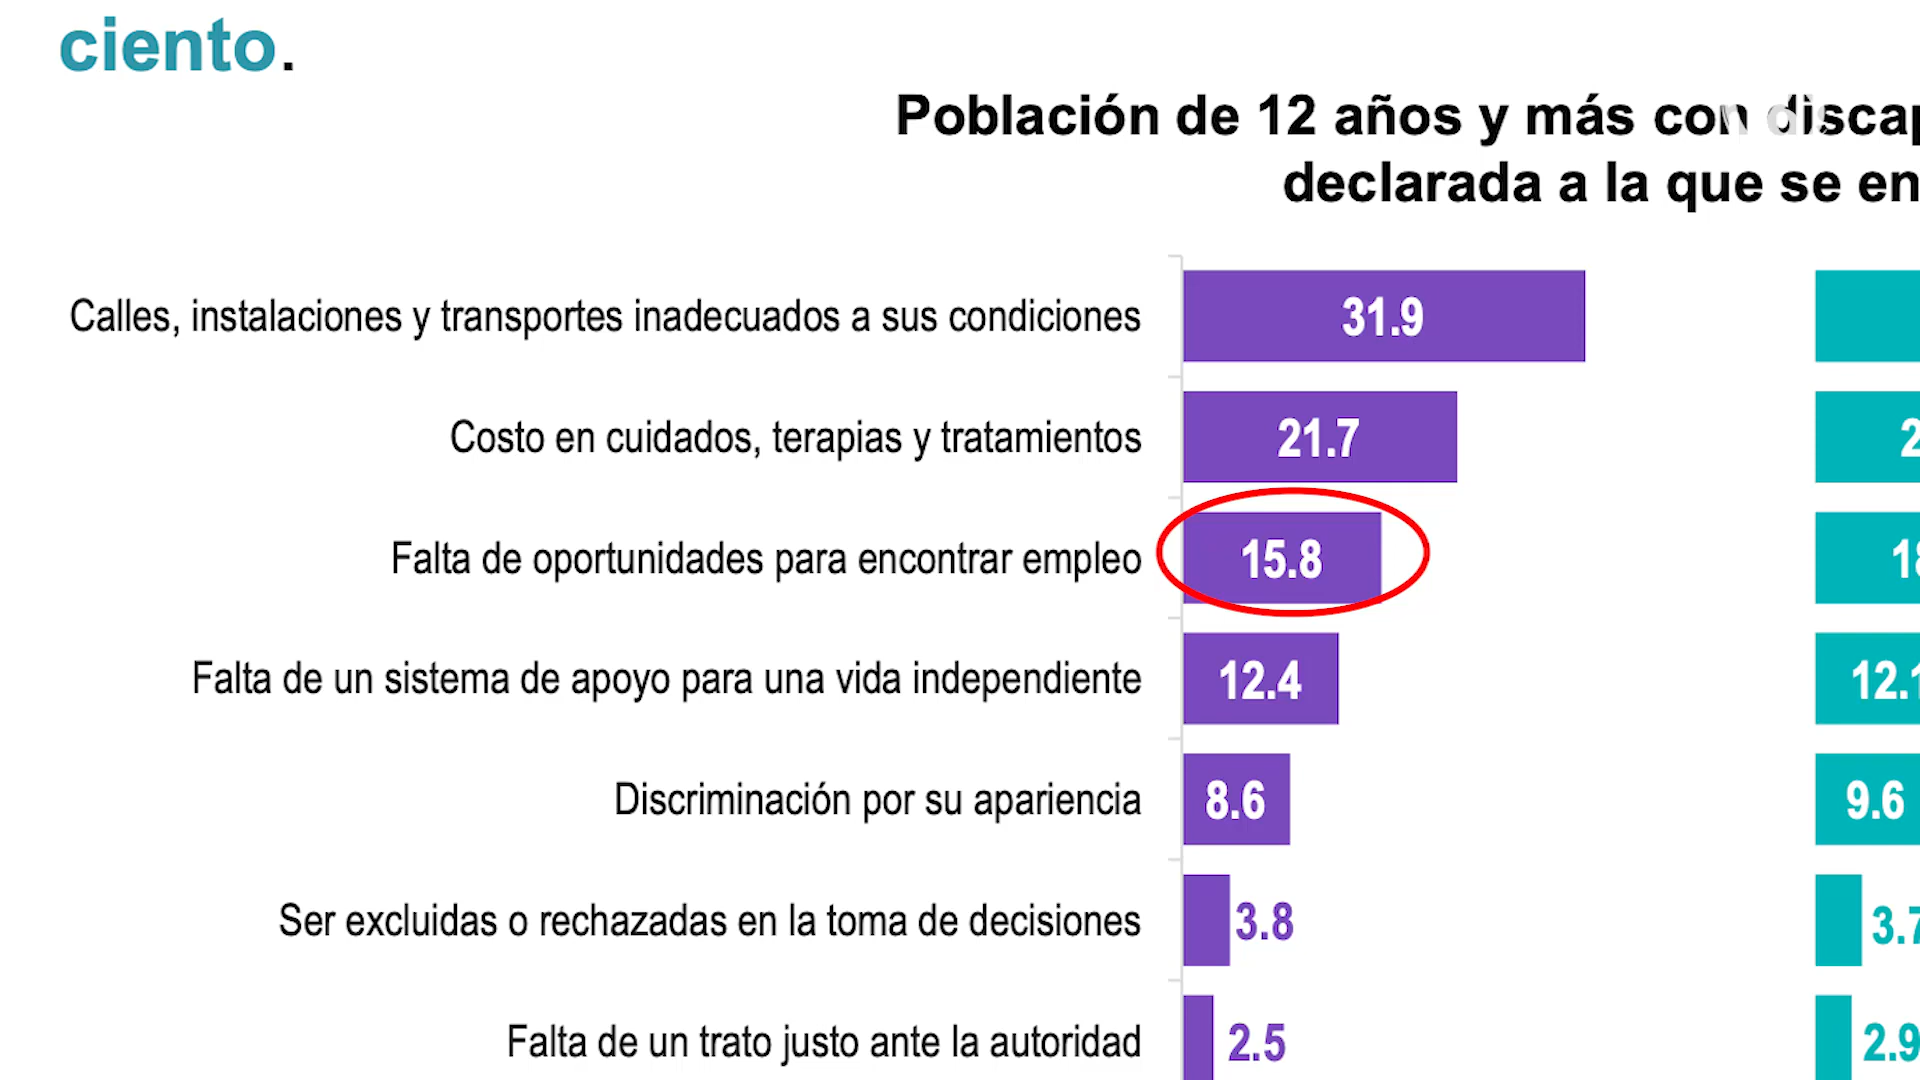 ciento.
Población de 12 años y más con
declarada a la que se
Calles, instalaciones y transportes inadecuados a sus condiciones 31.9
Costo en cuidados, terapias y tratamientos 21.7
Falta de oportunidades para encontrar empleo 15.8
Falta de un sistema de apoyo para una vida independiente 12.4 12.1
Discriminación por su apariencia 8.6 9.6
Ser excluidas o rechazadas en la toma de decisiones 3.8 3.7
Falta de un trato justo ante la autoridad 2.5 2.9